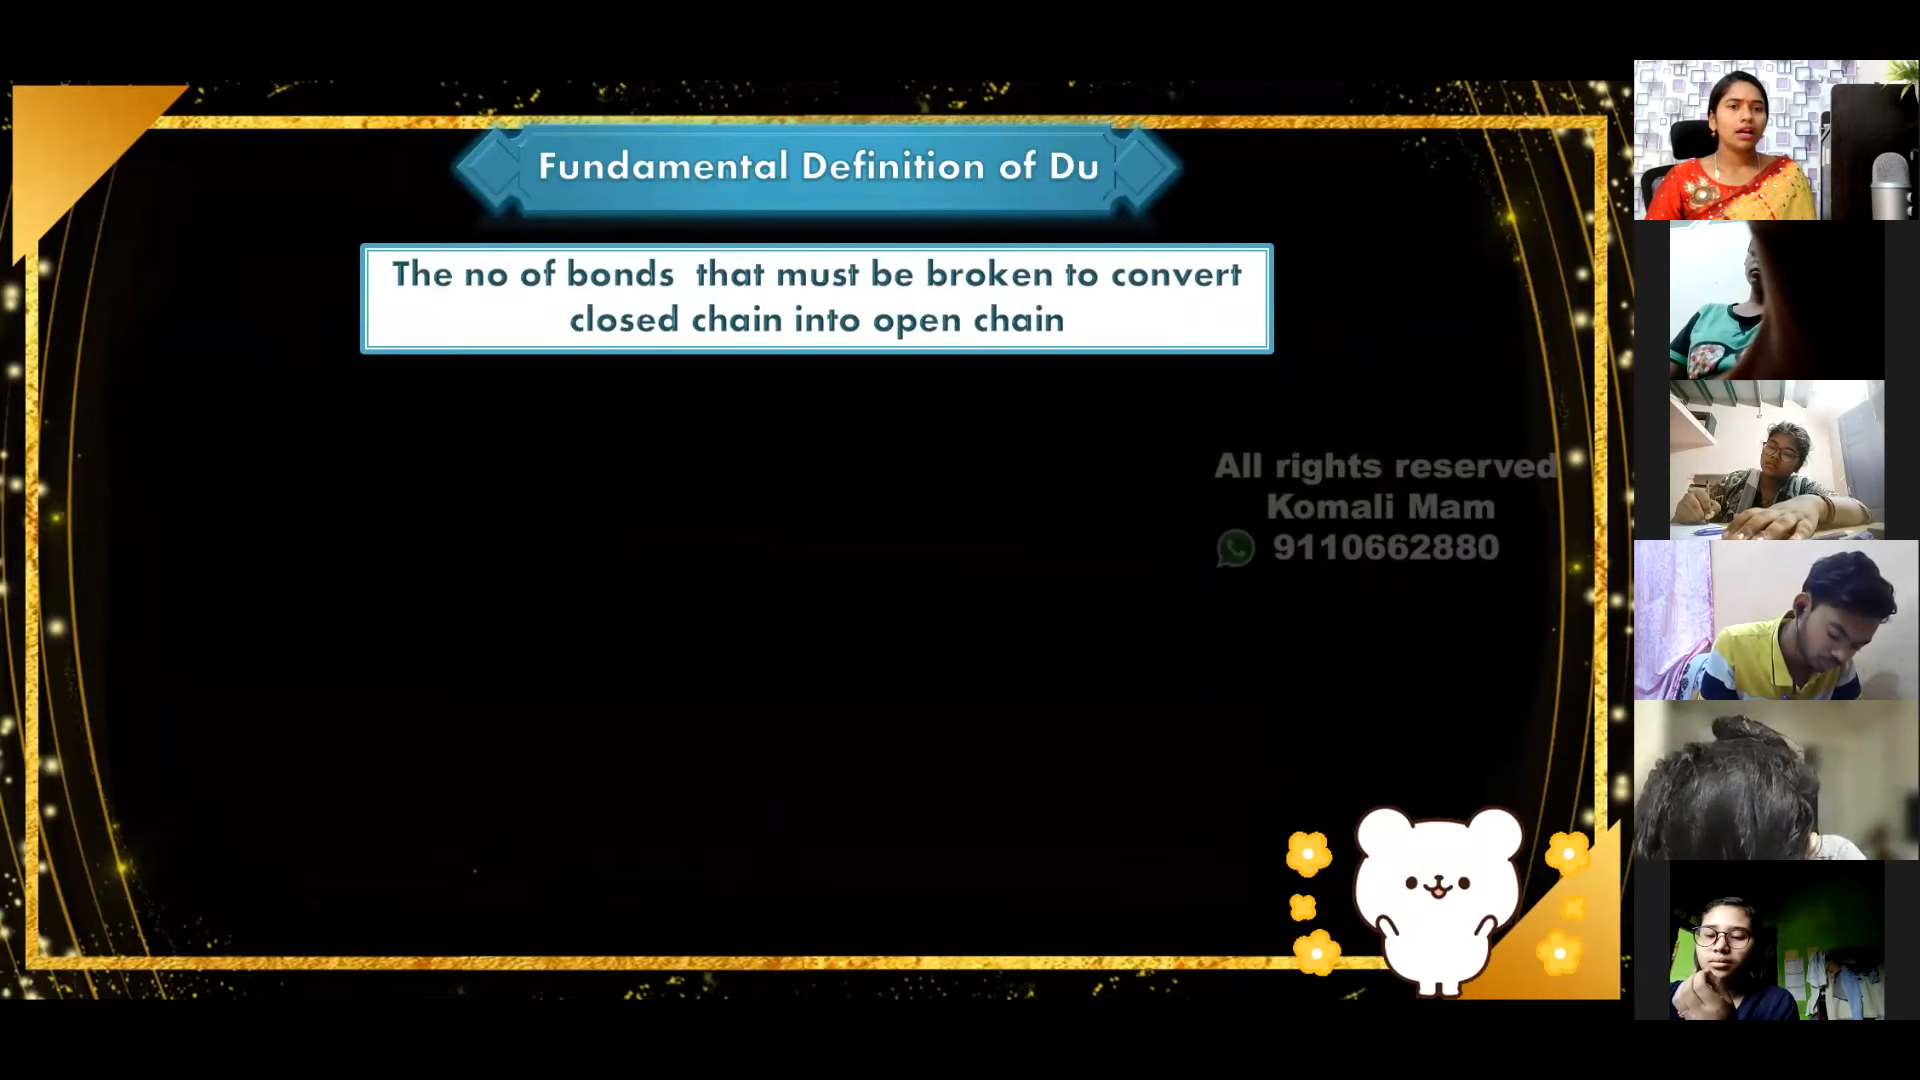 Fundamental Definition of Du
The no of bonds that must be broken to convert
closed chain into open chain
All rights reserved
Komali Mam
9110662880